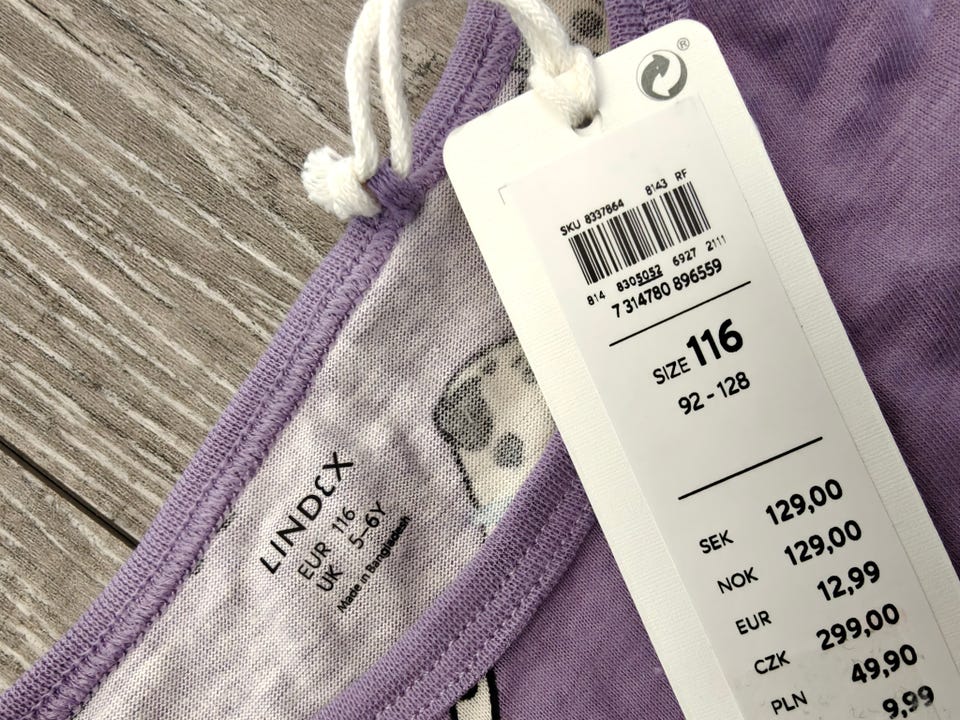 ®
SKU 8337864 8143 RF
814 8305052 6927 2111
7 314780 896559
SIZE 116
92 - 128
SEK 129,00
NOK 129,00
EUR 12,99
CZK 299,00
PLN 49,90
9,99
LINDEX
EUR 116
UK 5–6Y
Made in Bangladesh